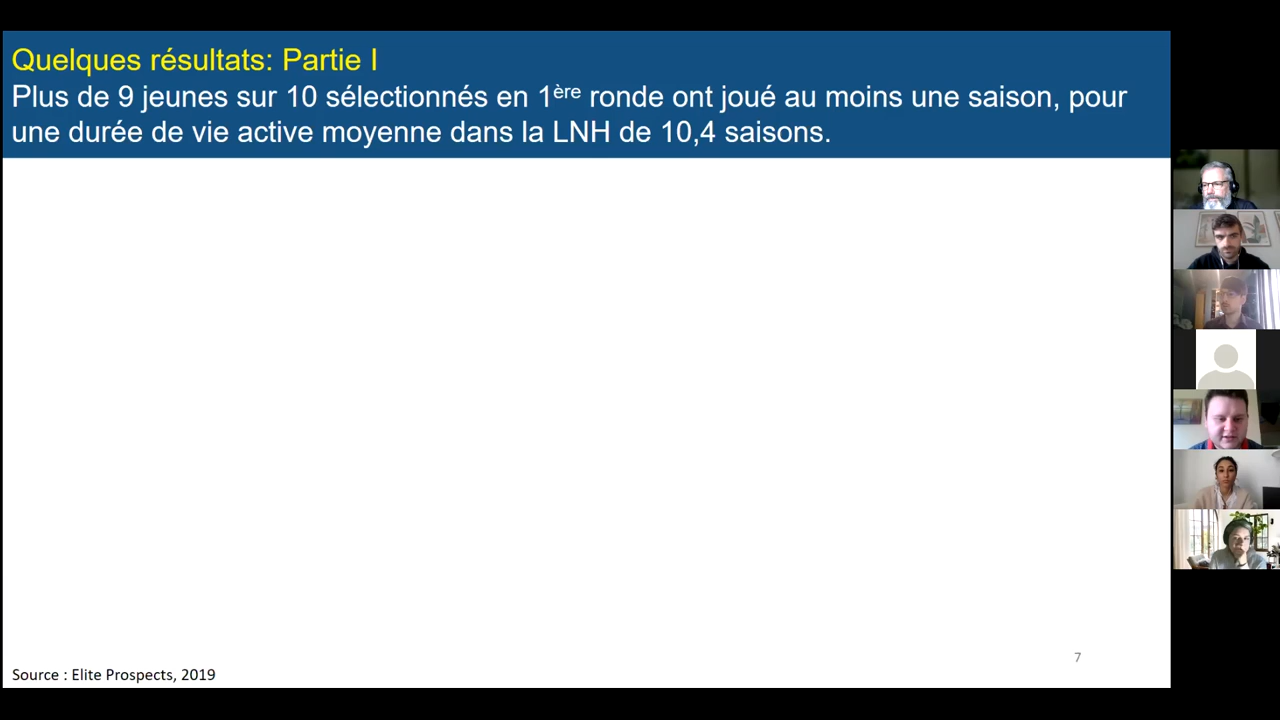 Quelques résultats: Partie I
Plus de 9 jeunes sur 10 sélectionnés en 1ère ronde ont joué au moins une saison, pour
une durée de vie active moyenne dans la LNH de 10,4 saisons.
7
Source : Elite Prospects, 2019